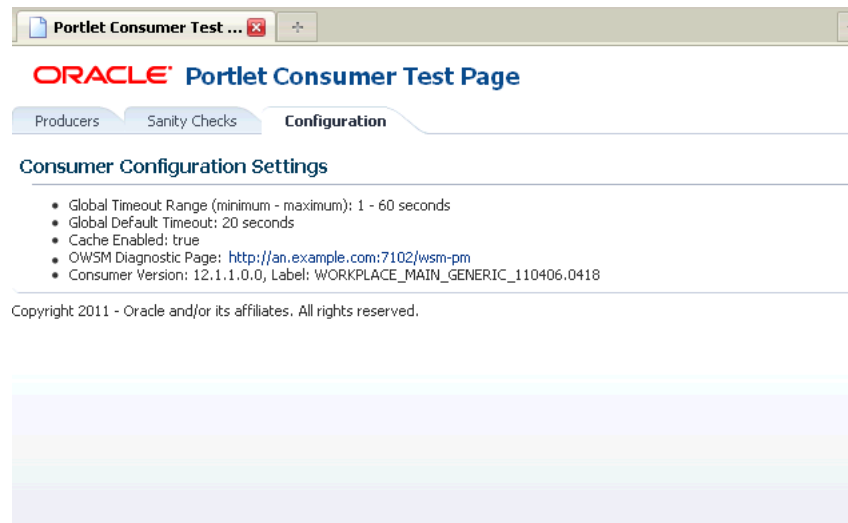 Portlet Consumer Test ...
ORACLE Portlet Consumer Test Page
Producers Sanity Checks Configuration
Consumer Configuration Settings
Global Timeout Range (minimum - maximum): 1 - 60 seconds
Global Default Timeout: 20 seconds
Cache Enabled: true
OWSM Diagnostic Page: http://an.example.com:7102/wsm-pm
Consumer Version: 12.1.1.0.0, Label: WORKPLACE_MAIN_GENERIC_110406.0418
Copyright 2011 - Oracle and/or its affiliates. All rights reserved.